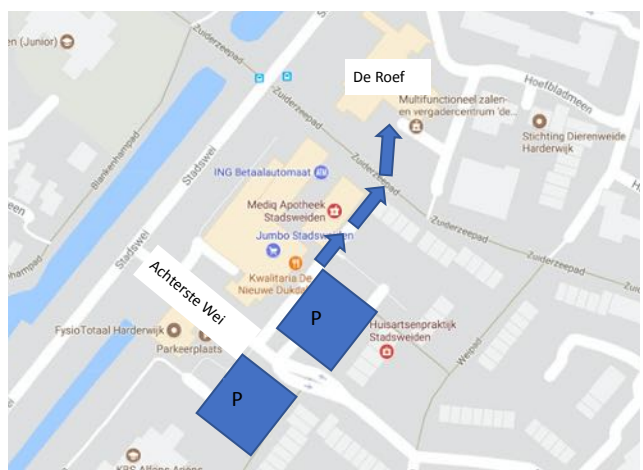 en (Junior)
Zuiderzeepad
De Roef
Hoefbladmeen
Multifunctioneel zalen-
en vergadercentrum 'de...
Stichting Dierenweide
Harderwijk
Blankenhampad
Stadswei
ING Betaalautomaat
Zuiderzeepad
Mediq Apotheek
Stadsweiden
Jumbo Stadsweiden
Zuiderzeepad
Stadswei
Kwalitaria De
Nieuwe Dukda
Achterste Wei
P
FysioTotaal Harderwijk
Parkeerplaats
Huisartsenpraktijk
Stadsweiden
Weipad
P
KBS Alfons Ariëns